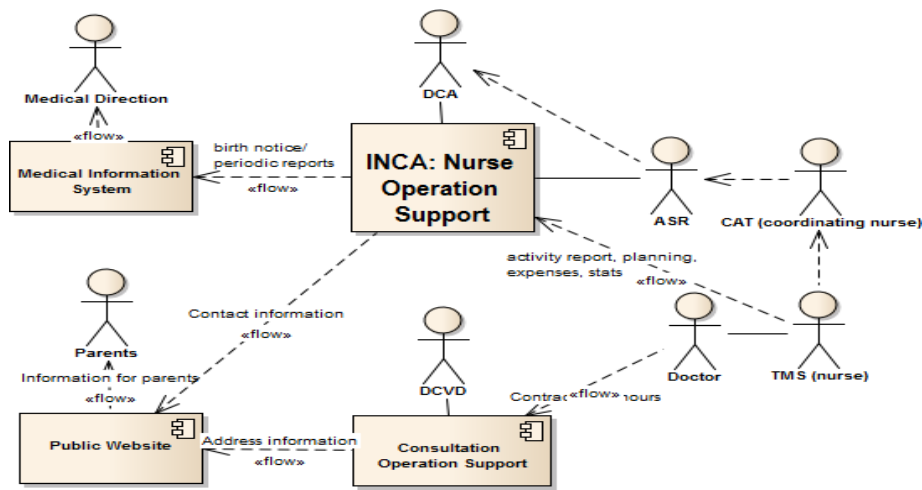 Medical Direction
DCA
«flow»
Medical Information
System
birth notice/
periodic reports
«flow»
INCA: Nurse
Operation
Support
ASR
CAT (coordinating nurse)
activity report, planning,
expenses, stats
«flow»
Contact information
«flow»
Parents
Information for parents
«flow»
DCVD
Doctor
TMS (nurse)
«flow»
ours
Public Website
Address information
«flow»
Consultation
Operation Support